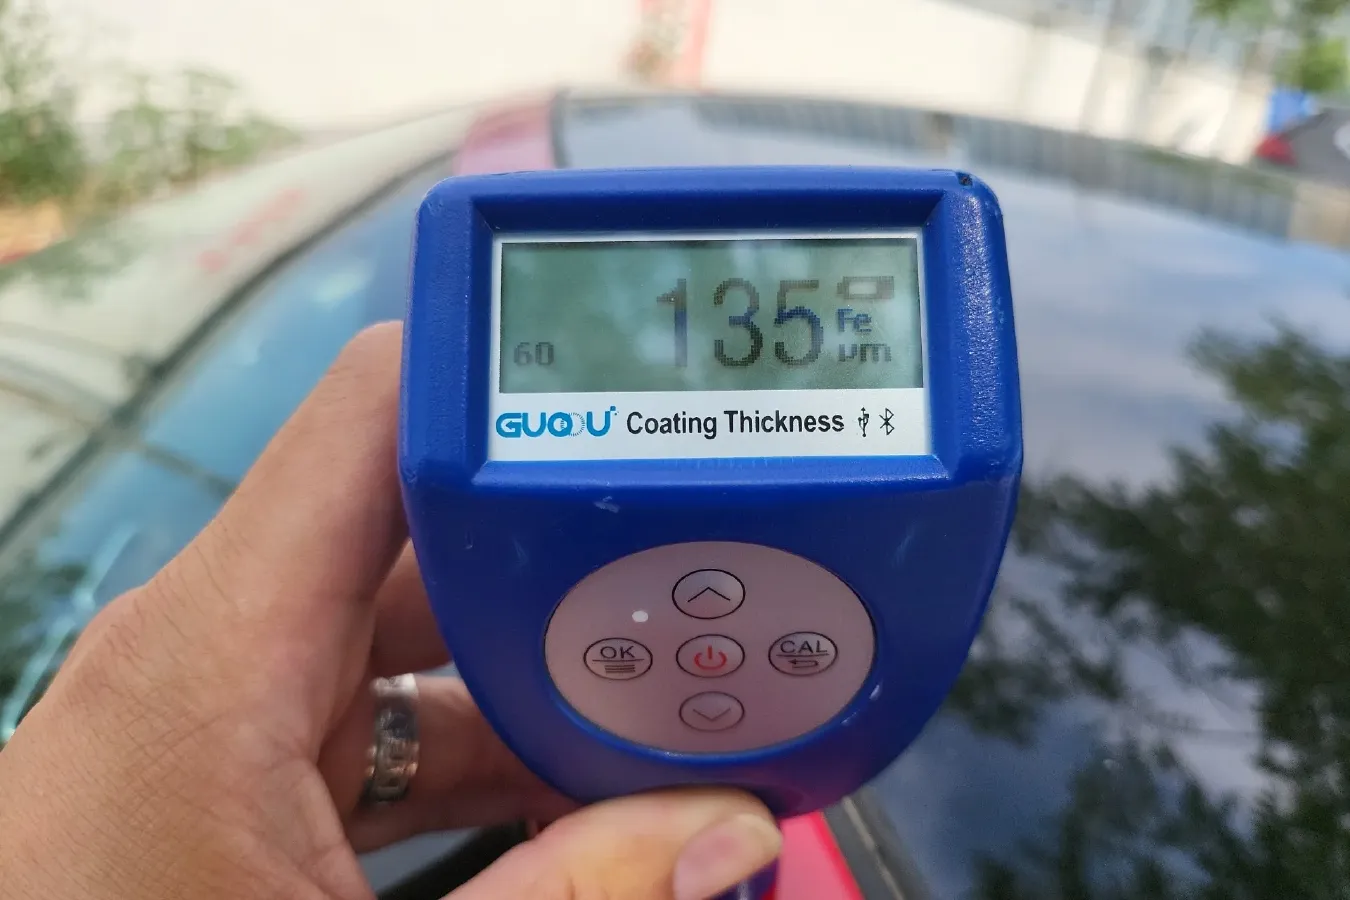 135
Fe
60
μm
GUOOU Coating Thickness
OK
CAL